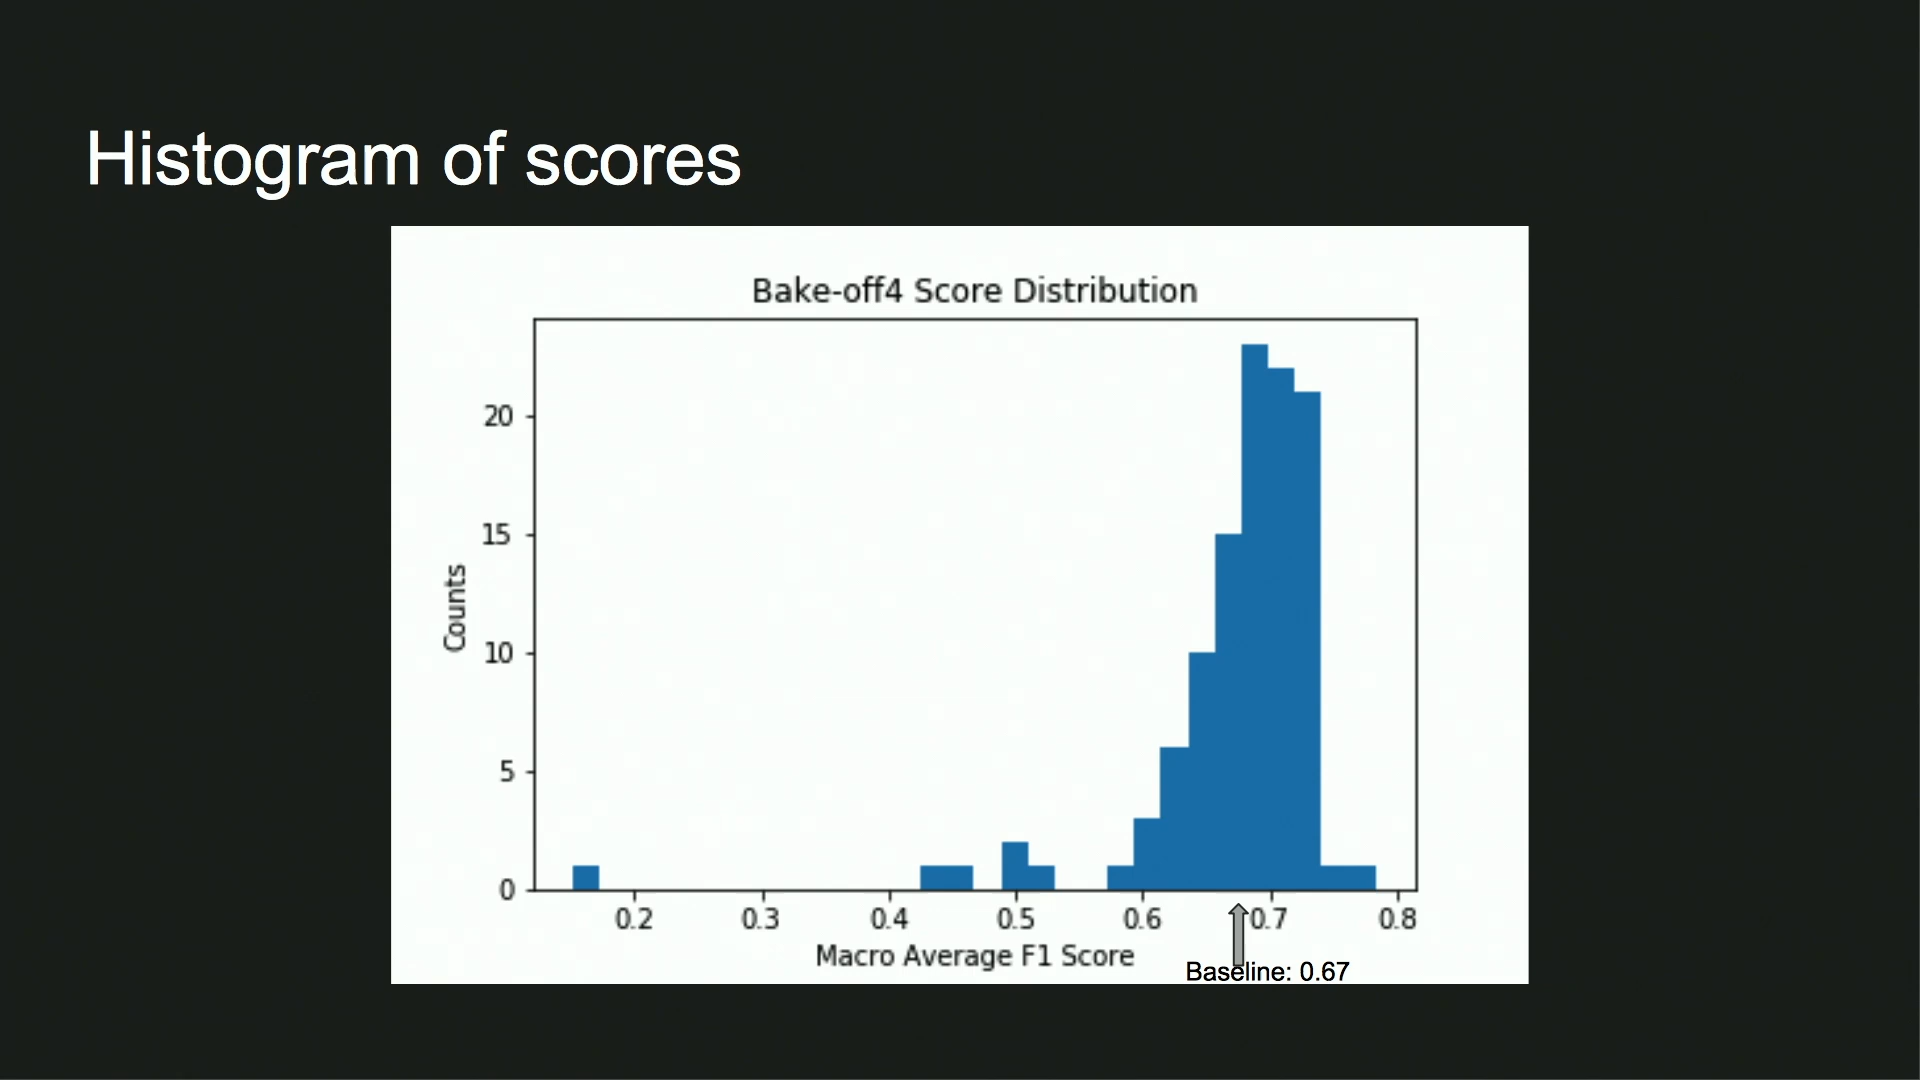 Histogram of scores
Bake-off4 Score Distribution
20
15
10
5
0
Counts
0.2 0.3 0.4 0.5 0.6 0.7 0.8
Macro Average F1 Score
Baseline: 0.67